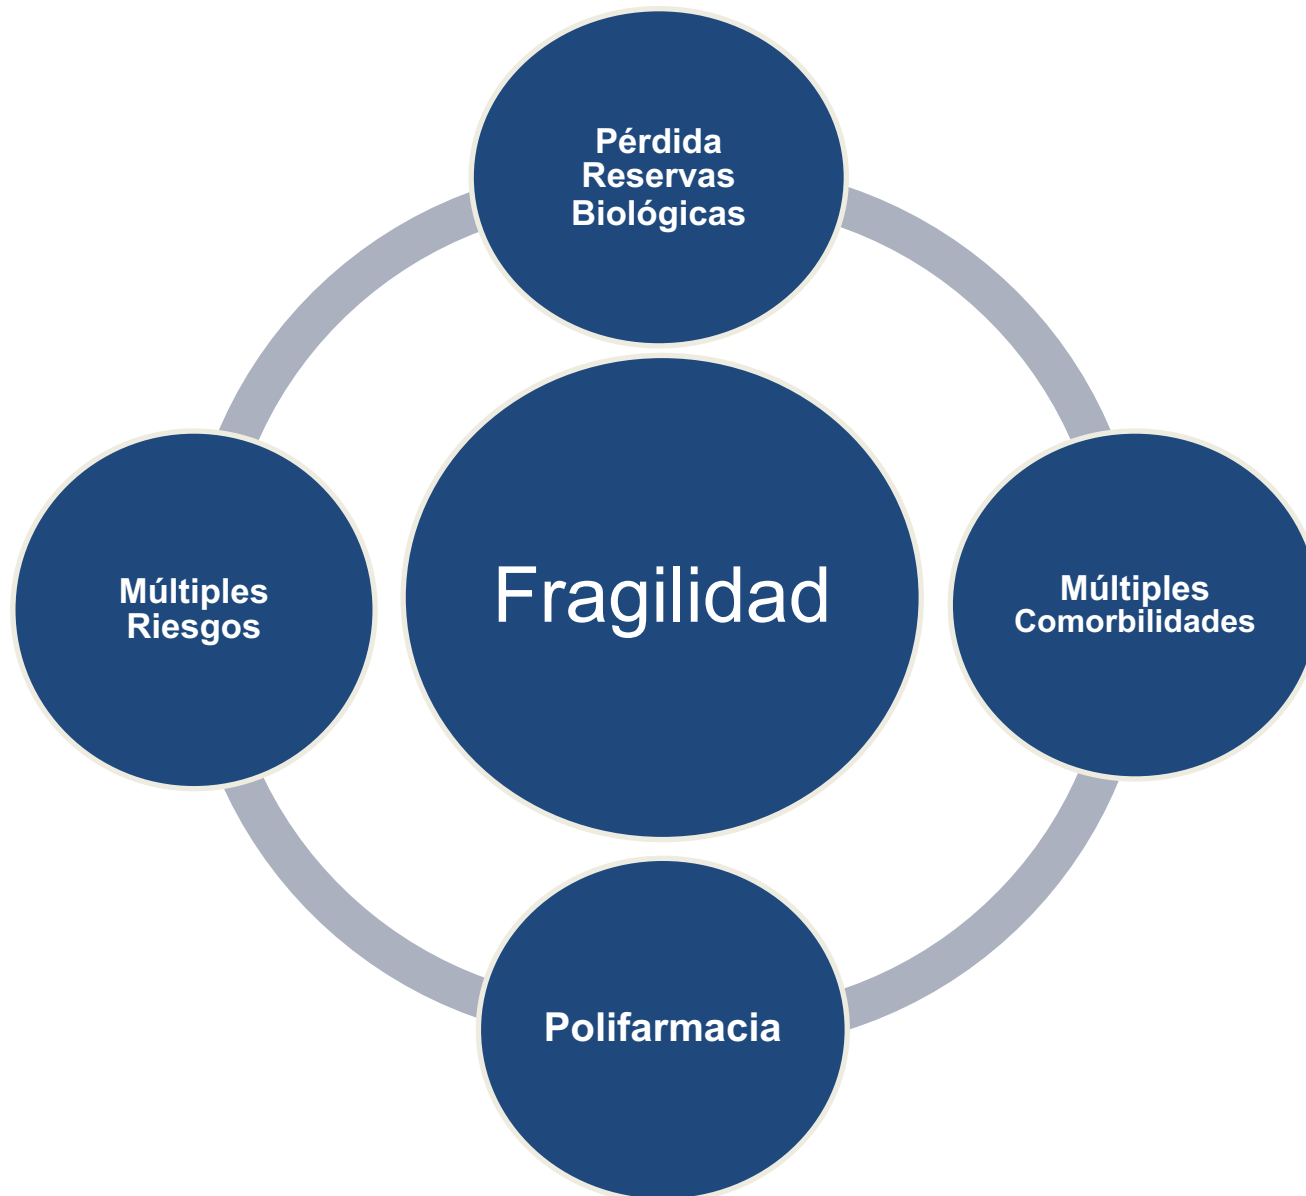 Pérdida
Reservas
Biológicas
Fragilidad
Múltiples
Riesgos
Múltiples
Comorbilidades
Polifarmacia